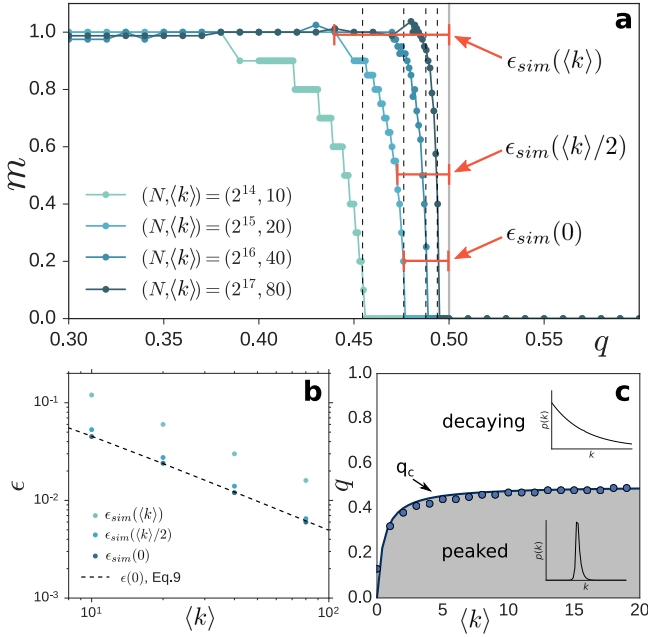 a
m
1.0
0.8
0.6
0.4
0.2
0.0
0.30
0.35
0.40
0.45
0.50
0.55
q
(N,⟨k⟩) = (2^14, 10)
(N,⟨k⟩) = (2^15, 20)
(N,⟨k⟩) = (2^16, 40)
(N,⟨k⟩) = (2^17, 80)
ϵ_sim(⟨k⟩)
ϵ_sim(⟨k⟩/2)
ϵ_sim(0)
b
ϵ
10^-1
10^-2
10^-3
10^1
10^2
⟨k⟩
ϵ_sim(⟨k⟩)
ϵ_sim(⟨k⟩/2)
ϵ_sim(0)
ϵ(0), Eq.9
c
q
1.0
0.8
0.6
0.4
0.2
0.0
0
5
10
15
20
⟨k⟩
decaying
p(k)
k
q_c
peaked
p(k)
k